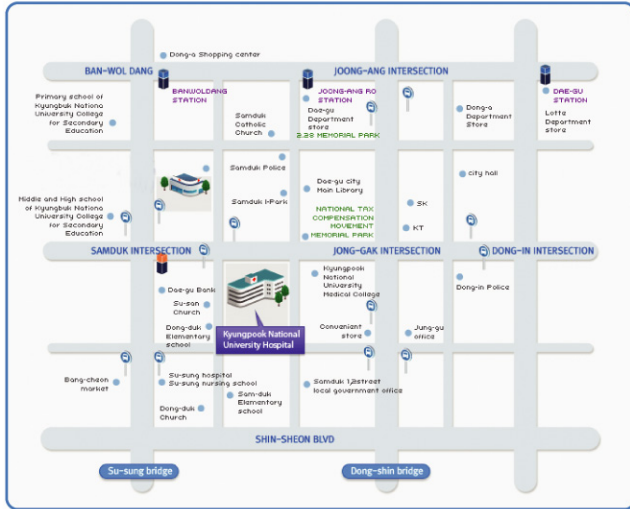 Dong-a Shopping center
BAN-WOL DANG
JOONG-ANG INTERSECTION
BANWOLDANG
STATION
JOONG-ANG RO
STATION
DAE-GU
STATION
Primary school of
Kyungbuk Nationa
University College
for Secondary
Education
Samduk
Catholic
Church
Dae-gu
Department
store
2.28 MEMORIAL PARK
Dong-a
Department
Store
Lotte
Department
store
Samduk Police
Dae-gu city
Main Library
city hall
Middle and High school
of Kyungbuk Nationa
University College
for Secondary
Education
Samduk I-Park
NATIONAL TAX
COMPENSATION
MOVEMENT
MEMORIAL PARK
SK
KT
SAMDUK INTERSECTION
JONG-GAK INTERSECTION
DONG-IN INTERSECTION
Dae-gu Bank
Su-san
Church
Dong-duk
Elementary
school
Kyungpook
National
University
Medical College
Dong-in Police
Kyungpook National
University Hospital
Convenient
store
Jung-gu
office
Bang-cheon
market
Su-sung hospital
Su-sung nursing school
Dong-duk
Church
Sam-duk
Elementary
school
Samduk 1,2street
local government office
SHIN-SHEON BLVD
Su-sung bridge
Dong-shin bridge